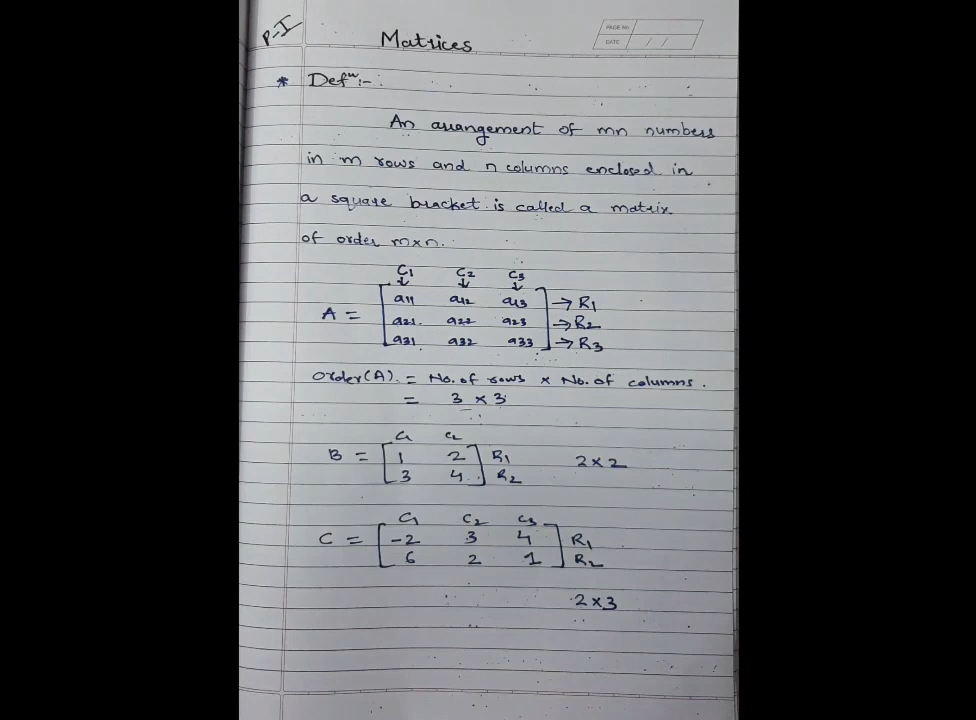 P-I
Matrices
PAGE No.
DATE / /
* Defⁿ:-
An arrangement of mn numbers
in m rows and n columns enclosed in
a square bracket is called a matrix
of order m×n.
C1 C2 C3
↓ ↓ ↓
A = [ a11 a12 a13 ] → R1
a21 a22 a23 → R2
a31 a32 a33 → R3
Order(A) = No. of rows × No. of columns.
= 3 × 3
C1 C2
B = [ 1 2 ] R1 2×2
3 4 R2
C1 C2 C3
C = [ -2 3 4 ] R1
6 2 1 R2
2×3